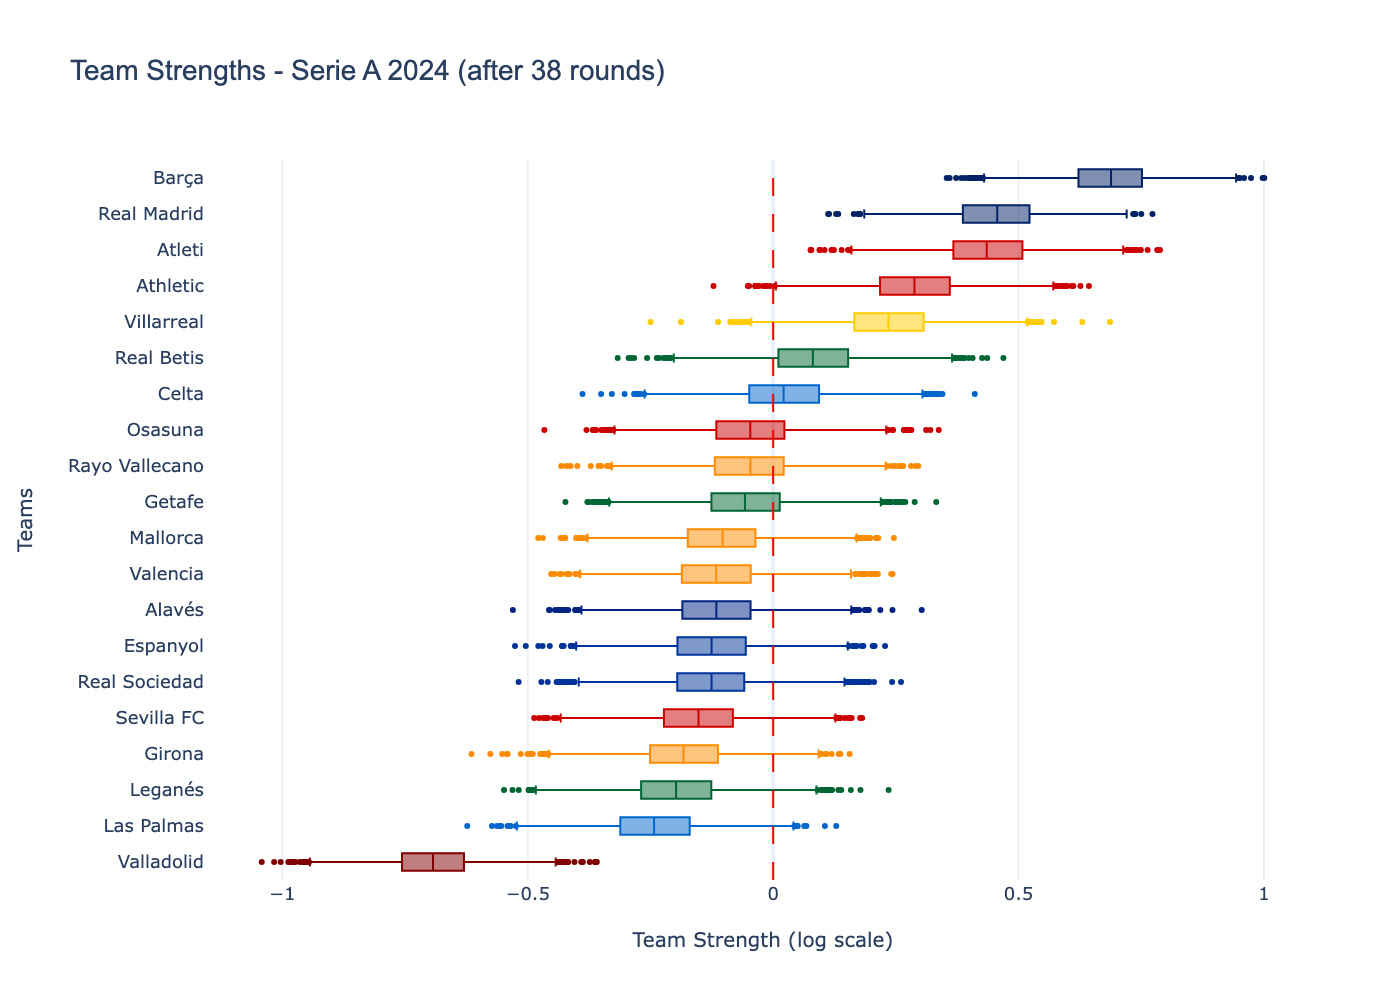 Team Strengths - Serie A 2024 (after 38 rounds)
Barça
Real Madrid
Atleti
Athletic
Villarreal
Real Betis
Celta
Osasuna
Rayo Vallecano
Getafe
Mallorca
Valencia
Alavés
Espanyol
Real Sociedad
Sevilla FC
Girona
Leganés
Las Palmas
Valladolid
Teams
−1 −0.5 0 0.5 1
Team Strength (log scale)